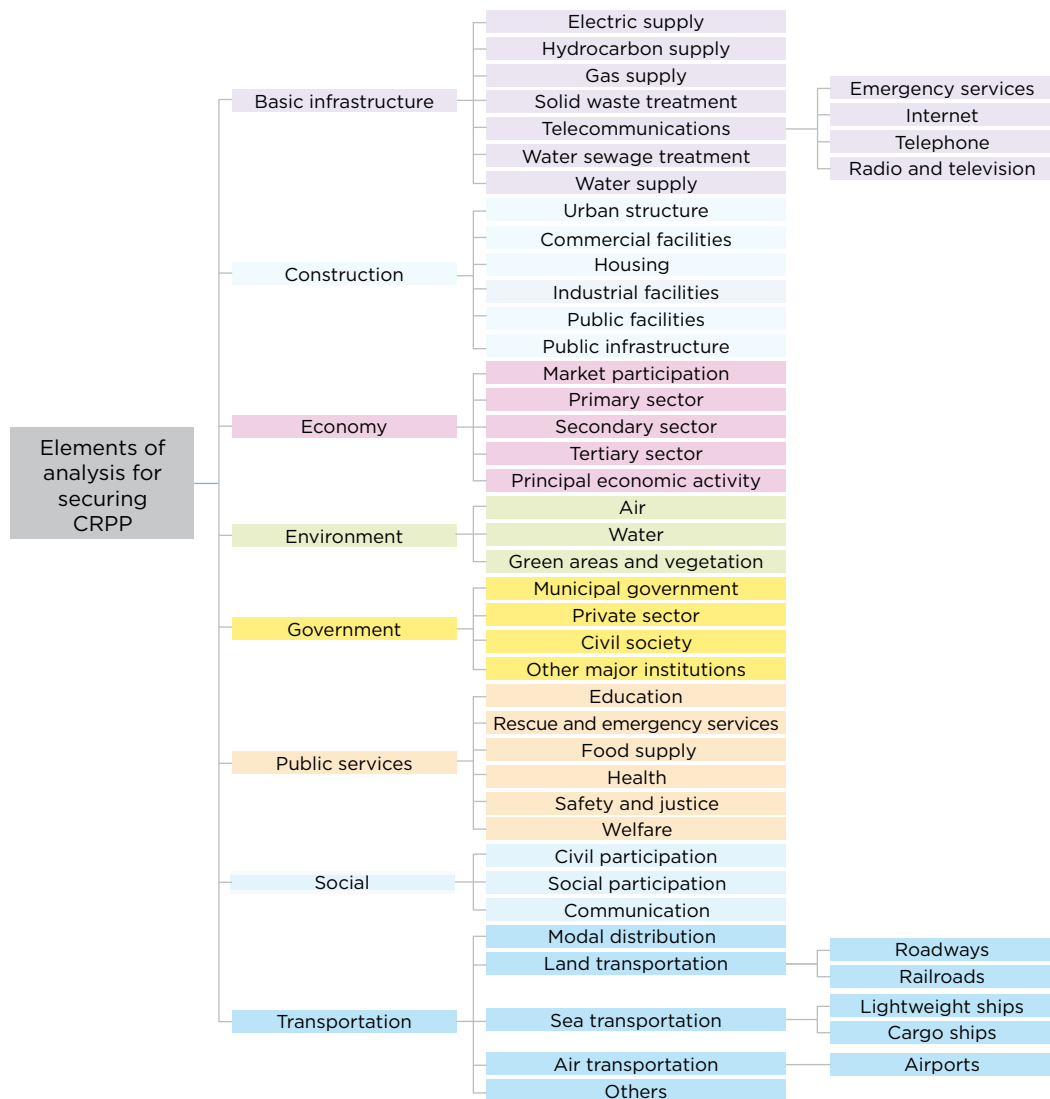 Elements of
analysis for
securing
CRPP
Basic infrastructure
Electric supply
Hydrocarbon supply
Gas supply
Solid waste treatment
Telecommunications
Emergency services
Internet
Telephone
Radio and television
Water sewage treatment
Water supply
Construction
Urban structure
Commercial facilities
Housing
Industrial facilities
Public facilities
Public infrastructure
Economy
Market participation
Primary sector
Secondary sector
Tertiary sector
Principal economic activity
Environment
Air
Water
Green areas and vegetation
Government
Municipal government
Private sector
Civil society
Other major institutions
Public services
Education
Rescue and emergency services
Food supply
Health
Safety and justice
Welfare
Social
Civil participation
Social participation
Communication
Transportation
Modal distribution
Land transportation
Roadways
Railroads
Sea transportation
Lightweight ships
Cargo ships
Air transportation
Airports
Others